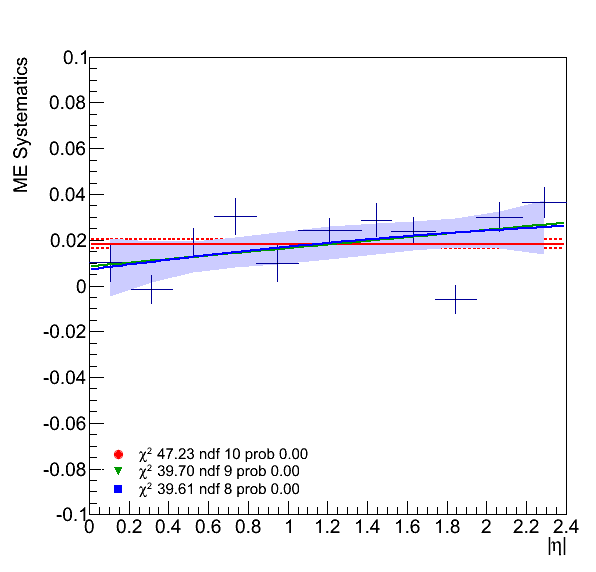 ME Systematics
0.1
0.08
0.06
0.04
0.02
0
-0.02
-0.04
-0.06
-0.08
-0.1
χ² 47.23 ndf 10 prob 0.00
χ² 39.70 ndf 9 prob 0.00
χ² 39.61 ndf 8 prob 0.00
0 0.2 0.4 0.6 0.8 1 1.2 1.4 1.6 1.8 2 2.2 2.4
|η|